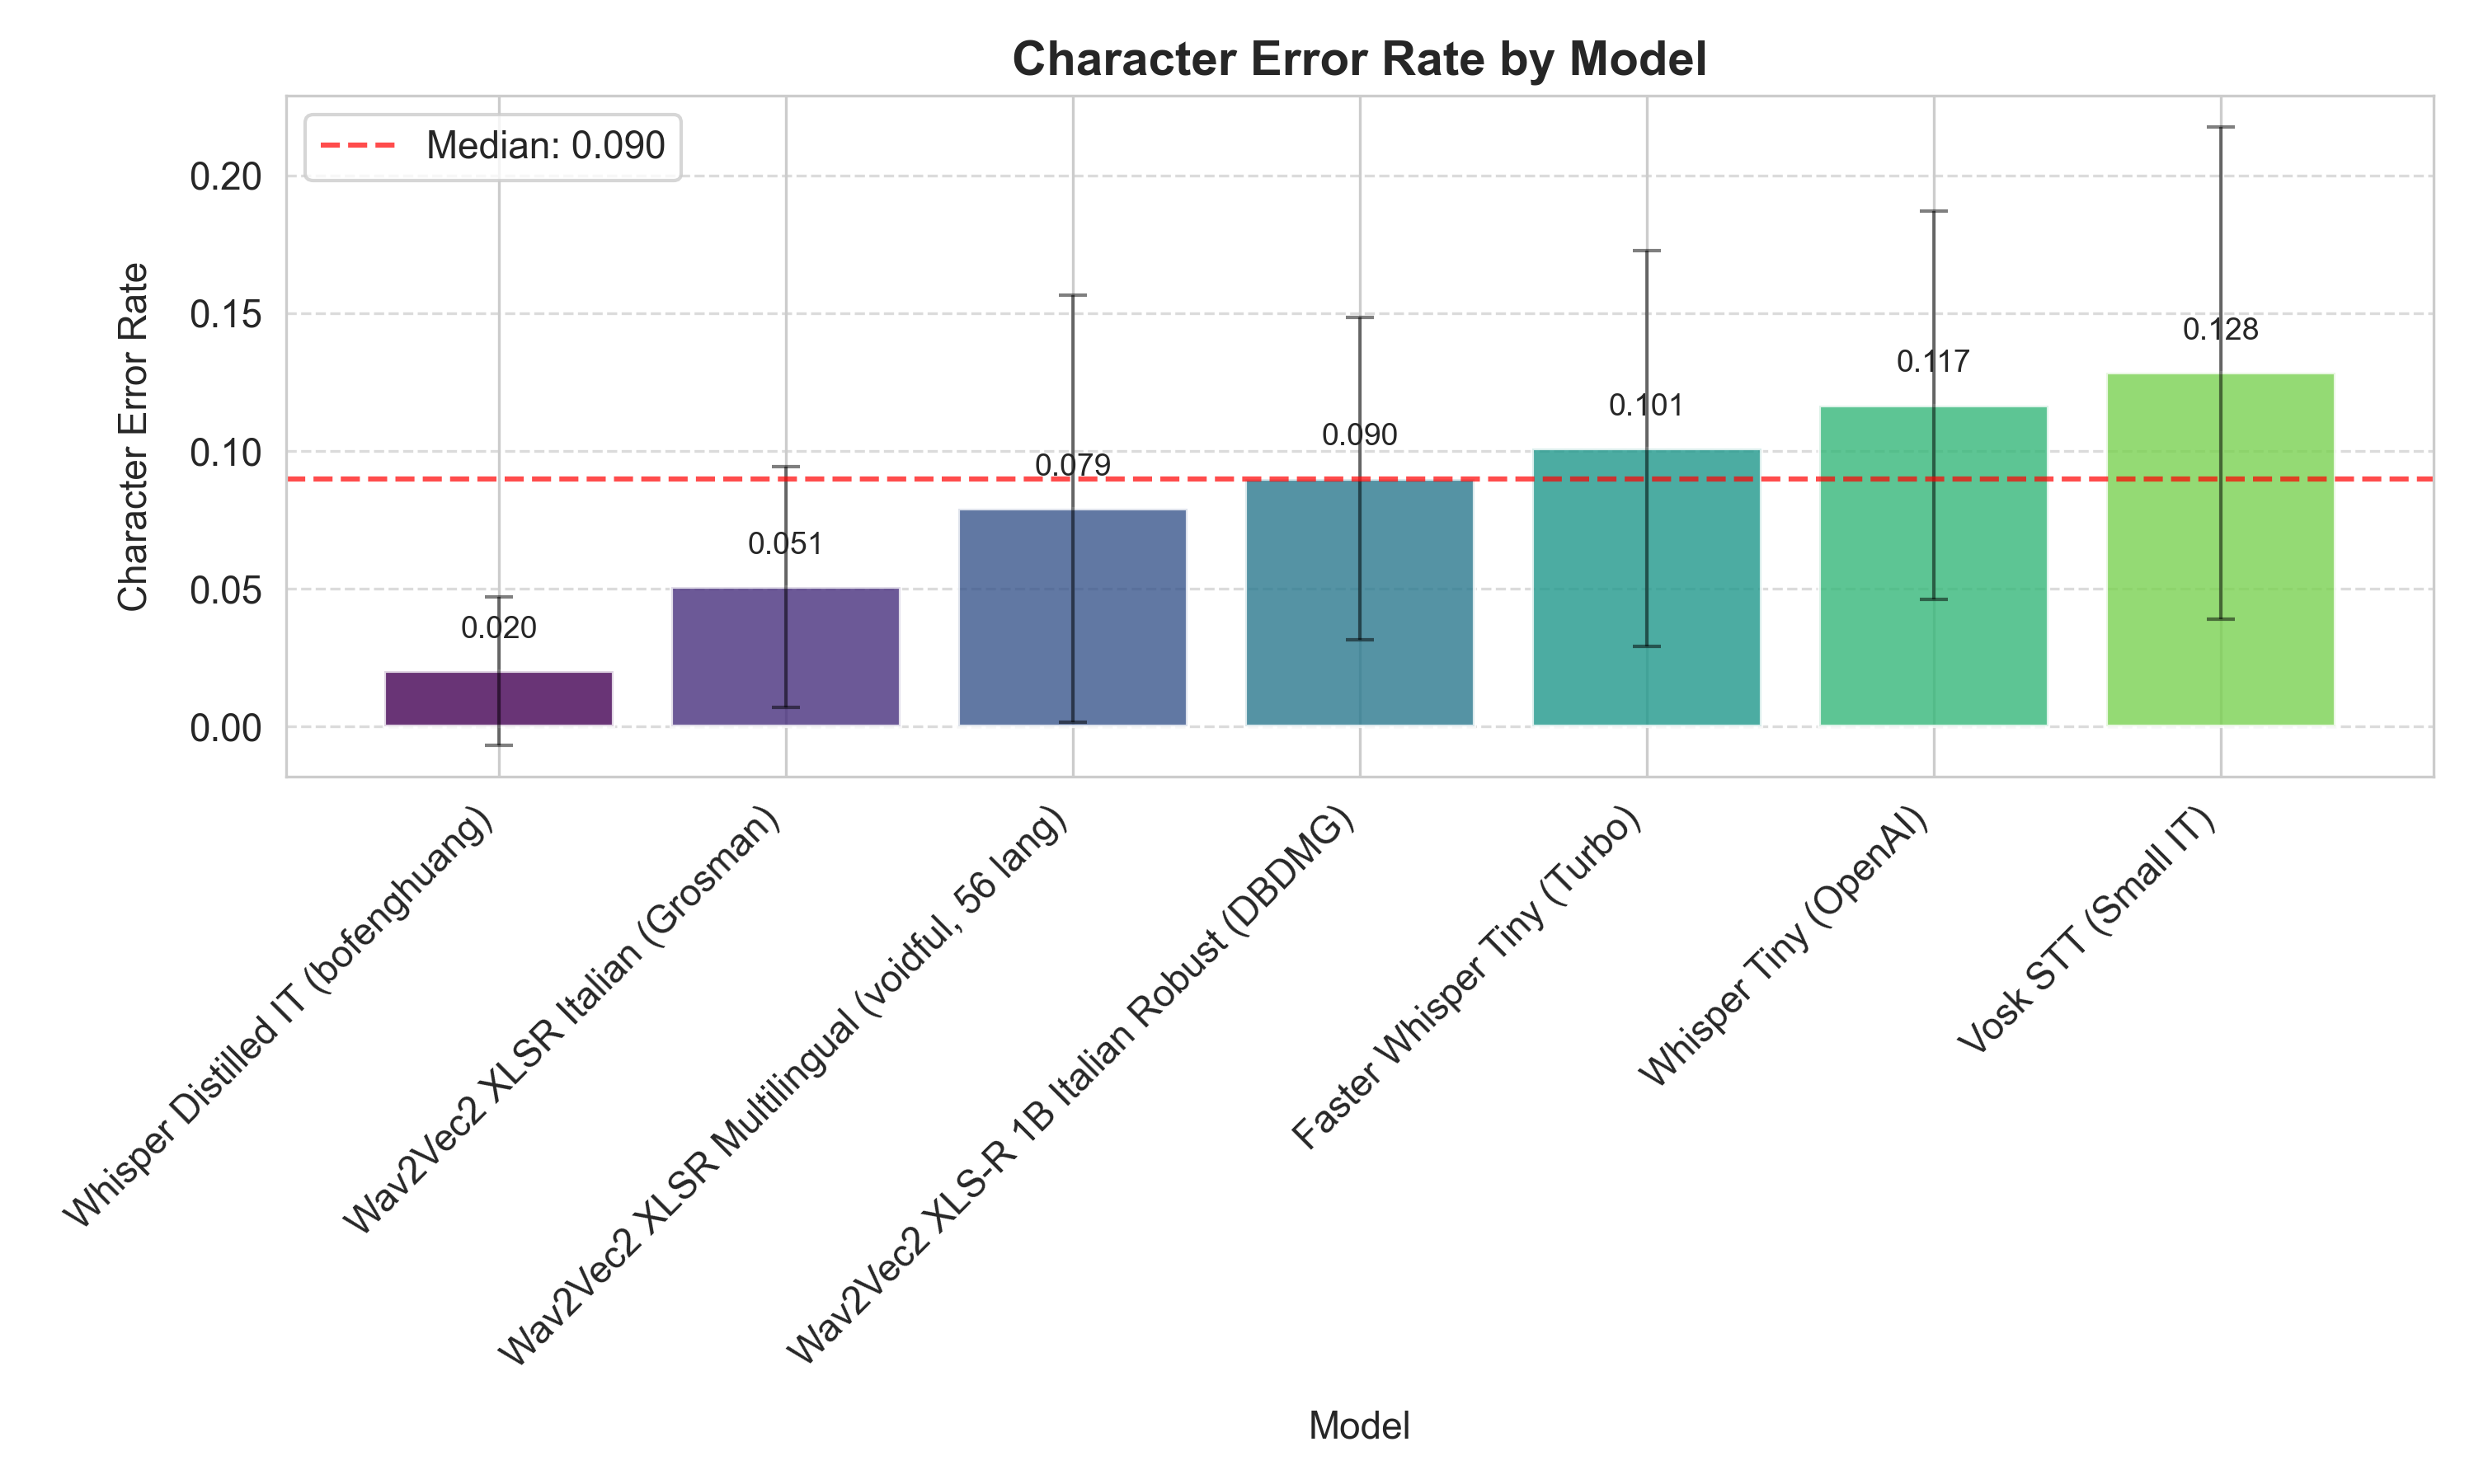 Character Error Rate by Model
Median: 0.090
Character Error Rate
0.20
0.15
0.10
0.05
0.00
0.020
0.051
0.079
0.090
0.101
0.117
0.128
Whisper Distilled IT (bofenghuang)
Wav2Vec2 XLSR Italian (Grosman)
Wav2Vec2 XLSR Multilingual (voidful, 56 lang)
Wav2Vec2 XLS-R 1B Italian Robust (DBDMG)
Faster Whisper Tiny (Turbo)
Whisper Tiny (OpenAI)
Vosk STT (Small IT)
Model